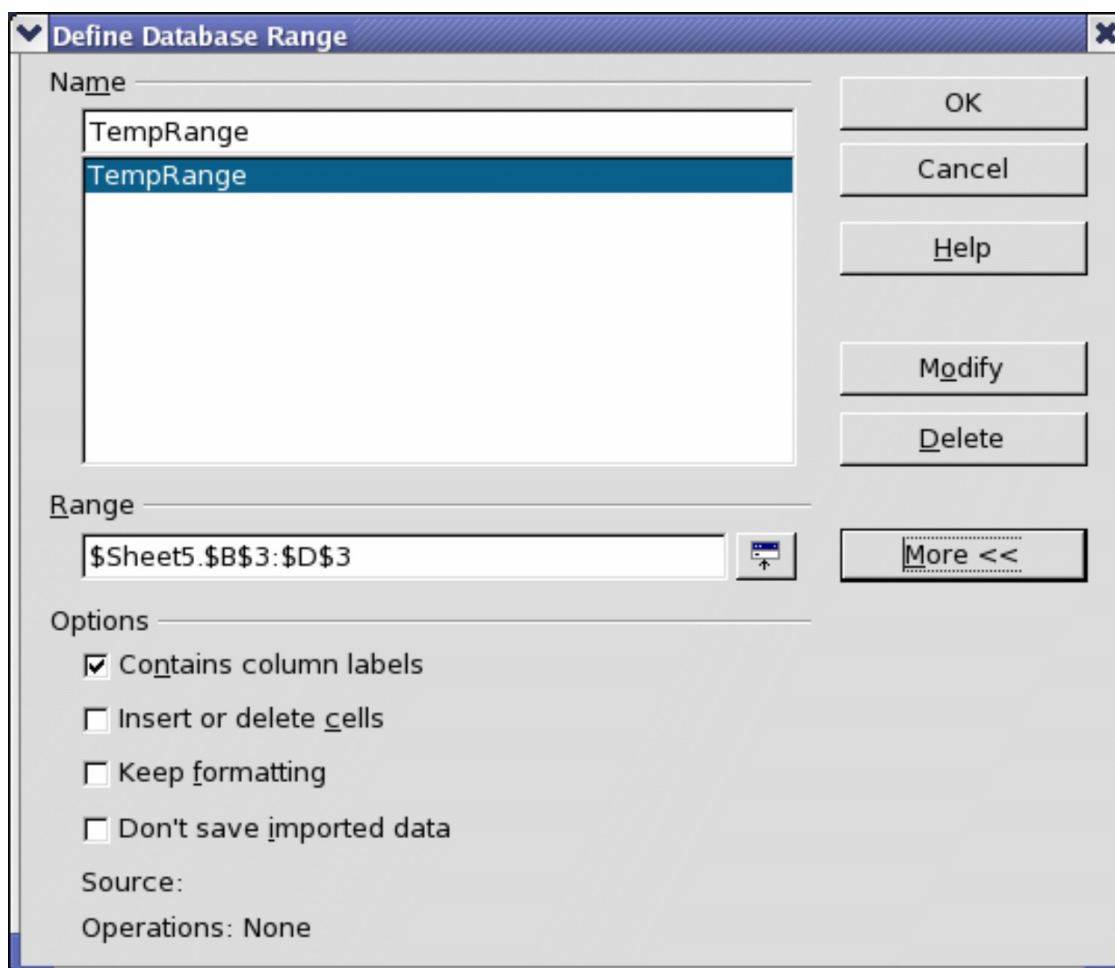 Define Database Range
Name
TempRange
TempRange
OK
Cancel
Help
Modify
Delete
Range
$Sheet5.$B$3:$D$3
More <<
Options
Contains column labels
Insert or delete cells
Keep formatting
Don't save imported data
Source:
Operations: None